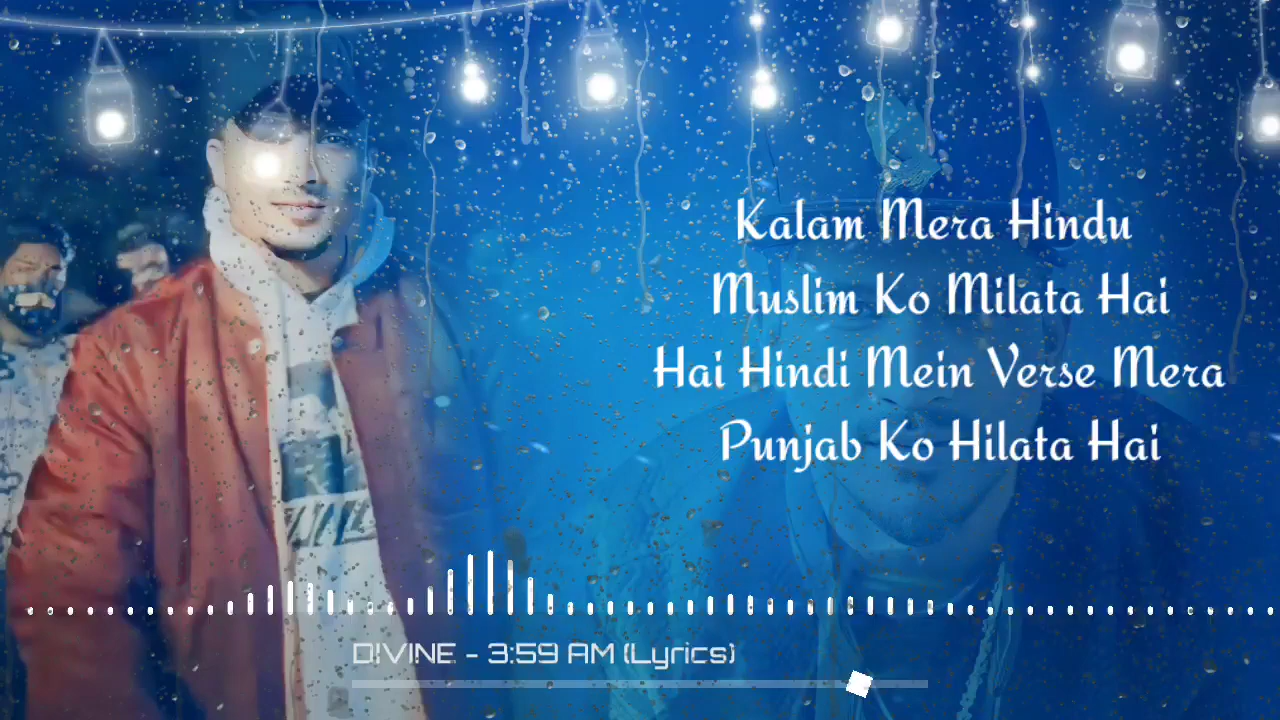 Kalam Mera Hindu
Muslim Ko Milata Hai
Hai Hindi Mein Verse Mera
Punjab Ko Hilata Hai
DIVINE - 3:59 AM (Lyrics)